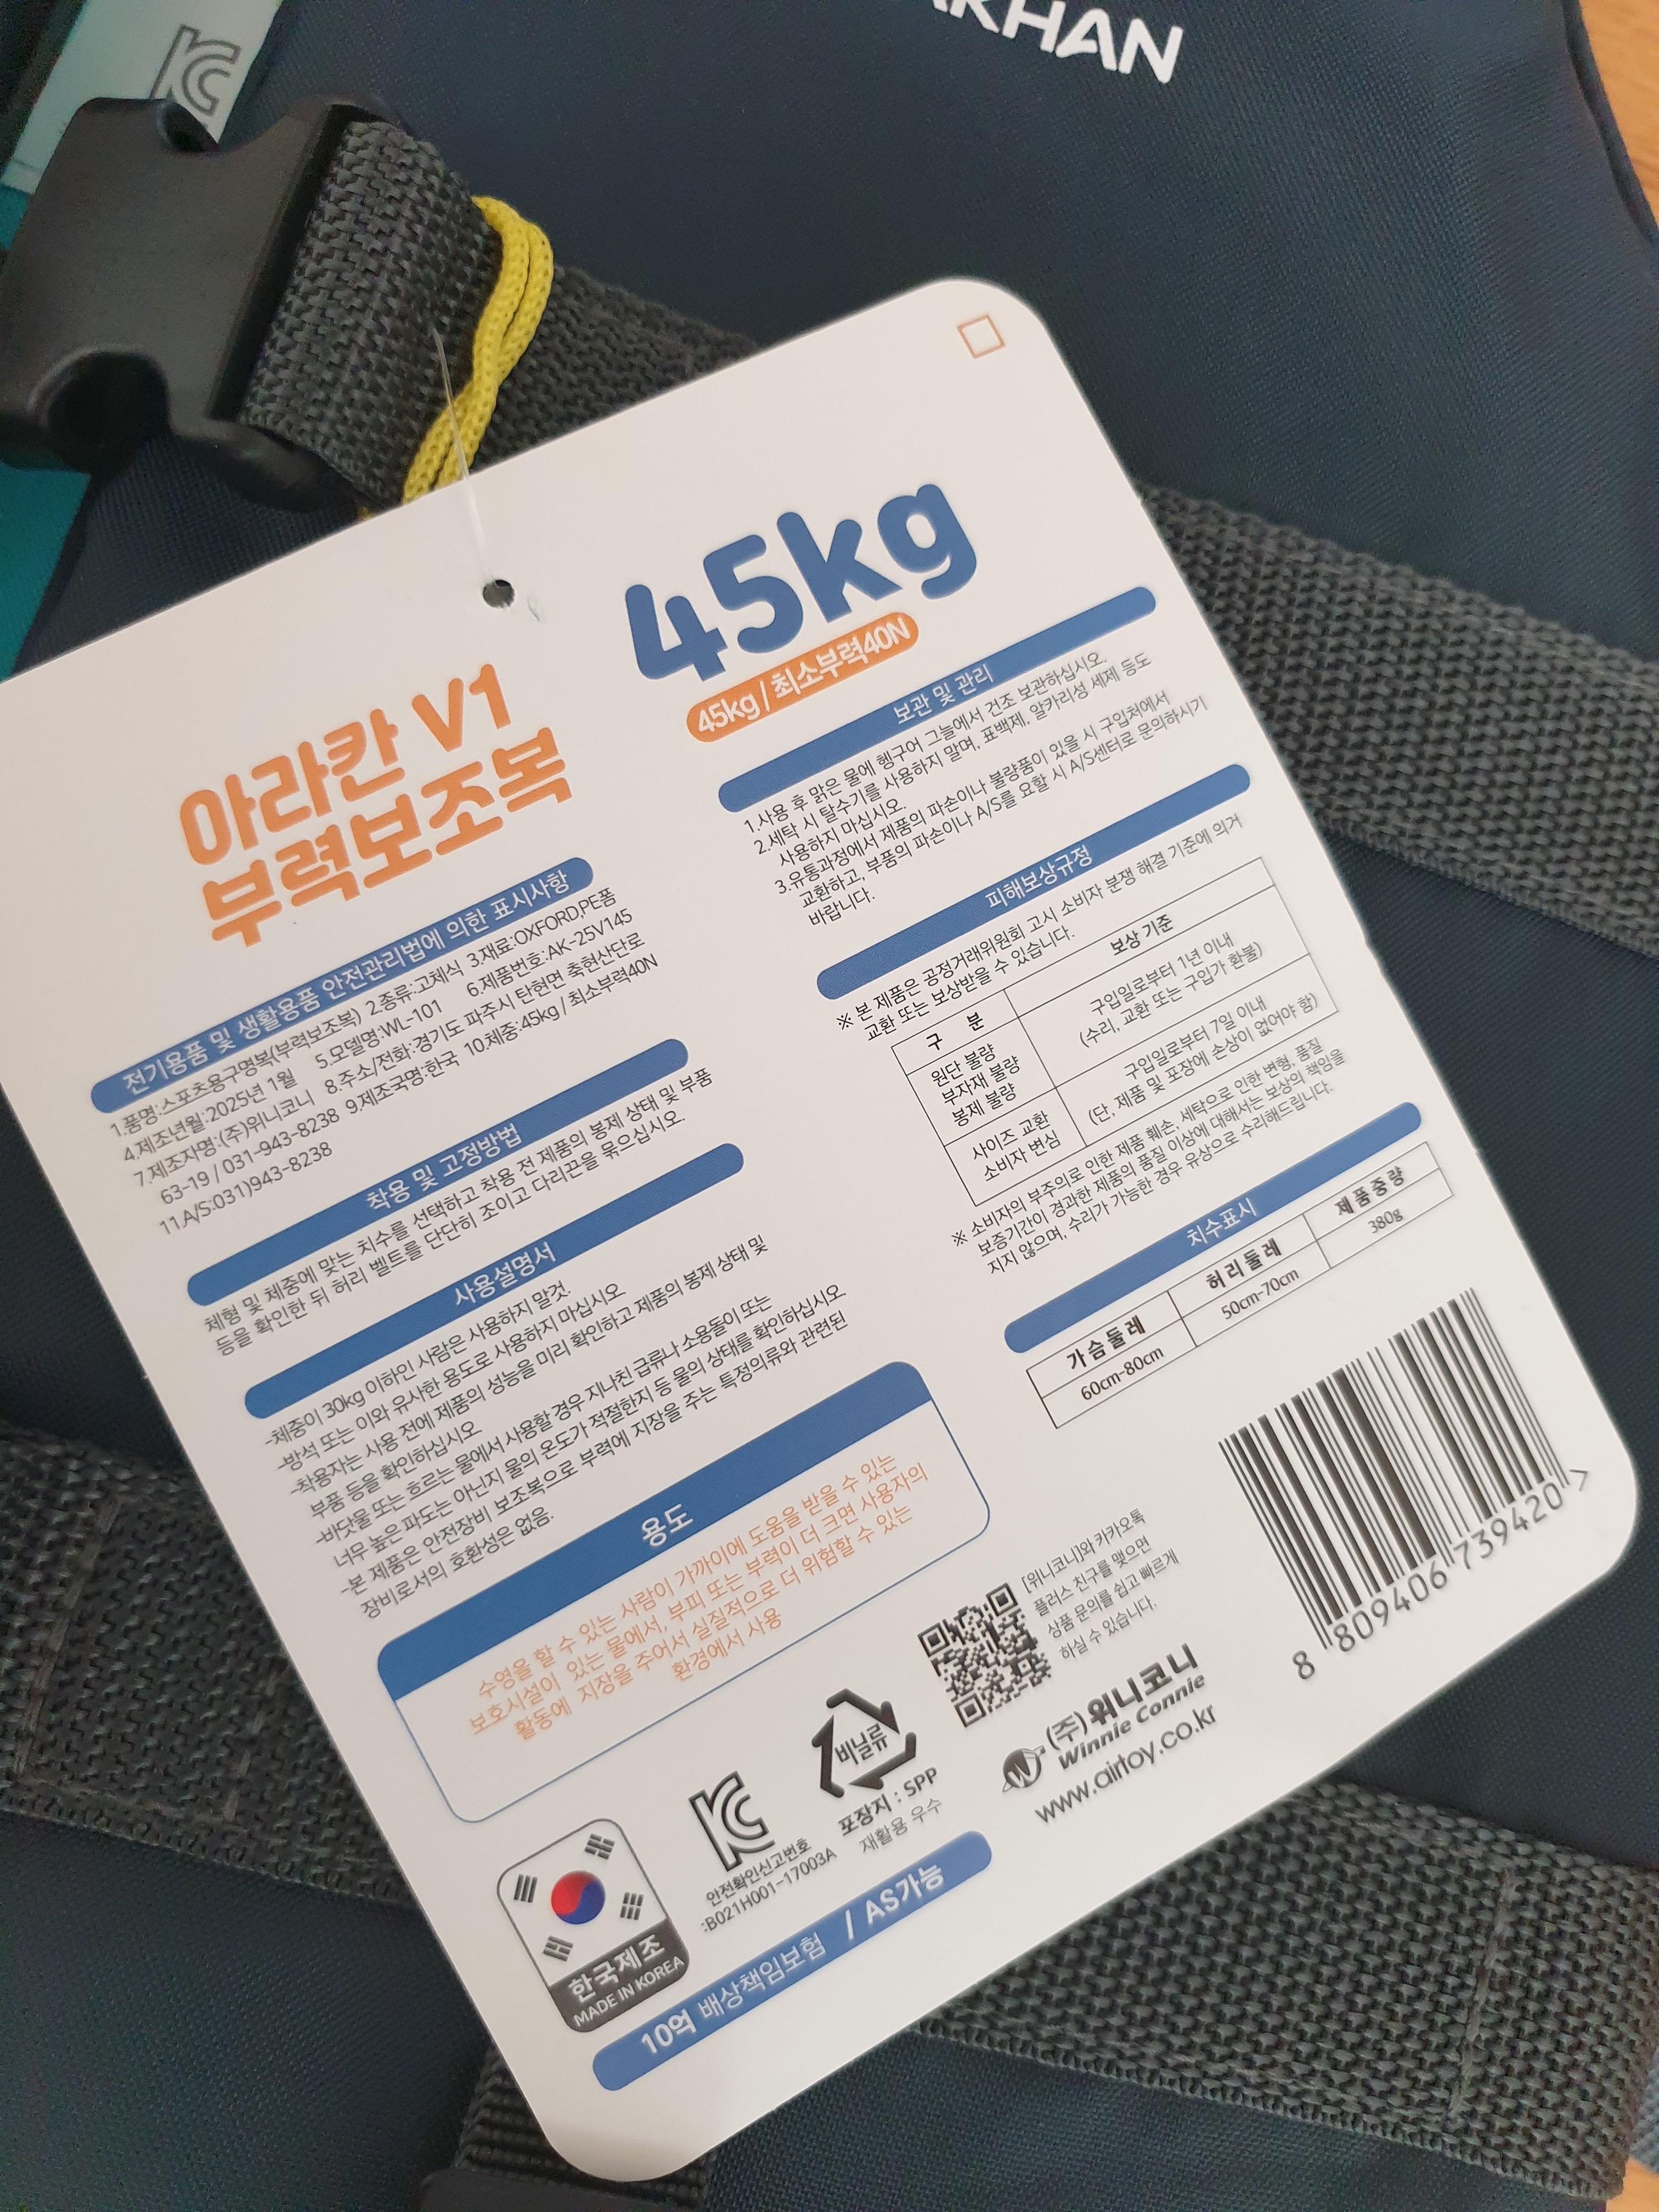 KC
ARKHAN
45kg
45kg / 최소부력40N
아라칸 V1
부력보조복
전기용품 및 생활용품 안전관리법에 의한 표시사항
1.품명:스포츠용구명복(부력보조복) 2.종류:고체식 3.재료:OXFORD,PE폼
4.제조년월:2025년 1월 5.모델명:WL-101 6.제품번호:AK-25V145
7.제조자명:(주)위니코니 8.주소/전화:경기도 파주시 탄현면 축현산단로
63-19 / 031-943-8238 9.제조국명:한국 10.체중:45kg / 최소부력40N
11.A/S:031)943-8238
착용 및 고정방법
체형 및 체중에 맞는 치수를 선택하고 착용 전 제품의 봉제 상태 및 부품
등을 확인한 뒤 허리 벨트를 단단히 조이고 다리끈을 묶으십시오.
사용설명서
-체중이 30kg 이하인 사람은 사용하지 말것.
-방석 또는 이와 유사한 용도로 사용하지 마십시오
-착용자는 사용 전에 제품의 성능을 미리 확인하고 제품의 봉제 상태 및
부품 등을 확인하십시오
-바닷물 또는 흐르는 물에서 사용할 경우 지나친 급류나 소용돌이 또는
너무 높은 파도는 아닌지 물의 온도가 적절한지 등 물의 상태를 확인하십시오
-본 제품은 안전장비 보조복으로 부력에 지장을 주는 특정의류와 관련된
장비로서의 호환성은 없음.
용도
수영을 할 수 있는 사람이 가까이에 도움을 받을 수 있는
보호시설이 있는 물에서, 부피 또는 부력이 더 크면 사용자의
활동에 지장을 주어서 실질적으로 더 위험할 수 있는
환경에서 사용
보관 및 관리
1.사용 후 맑은 물에 헹구어 그늘에서 건조 보관하십시오.
2.세탁 시 탈수기를 사용하지 말며, 표백제, 알카리성 세제 등도
사용하지 마십시오.
3.유통과정에서 제품의 파손이나 불량품이 있을 시 구입처에서
교환하고, 부품의 파손이나 A/S를 요할 시 A/S센터로 문의하시기
바랍니다.
피해보상규정
※ 본 제품은 공정거래위원회 고시 소비자 분쟁 해결 기준에 의거
교환 또는 보상받을 수 있습니다.
구 분 보상 기준
원단 불량
부자재 불량
봉제 불량
구입일로부터 1년 이내
(수리, 교환 또는 구입가 환불)
사이즈 교환
소비자 변심
구입일로부터 7일 이내
(단, 제품 및 포장에 손상이 없어야 함)
※ 소비자의 부주의로 인한 제품 훼손, 세탁으로 인한 변형, 품질
보증기간이 경과한 제품의 품질 이상에 대해서는 보상의 책임을
지지 않으며, 수리가 가능한 경우 유상으로 수리해드립니다.
치수표시
가슴둘레 허리둘레 제품중량
60cm-80cm 50cm-70cm 380g
[위니코니]와 카카오톡
플러스 친구를 맺으면
상품 문의를 쉽고 빠르게
하실 수 있습니다.
8 809406 739420 >
한국제조
MADE IN KOREA
KC
안전확인신고번호
:B021H001-17003A
비닐류
포장지 : SPP
재활용 우수
(주)위니코니
Winnie Connie
www.airtoy.co.kr
10억 배상책임보험 / AS가능